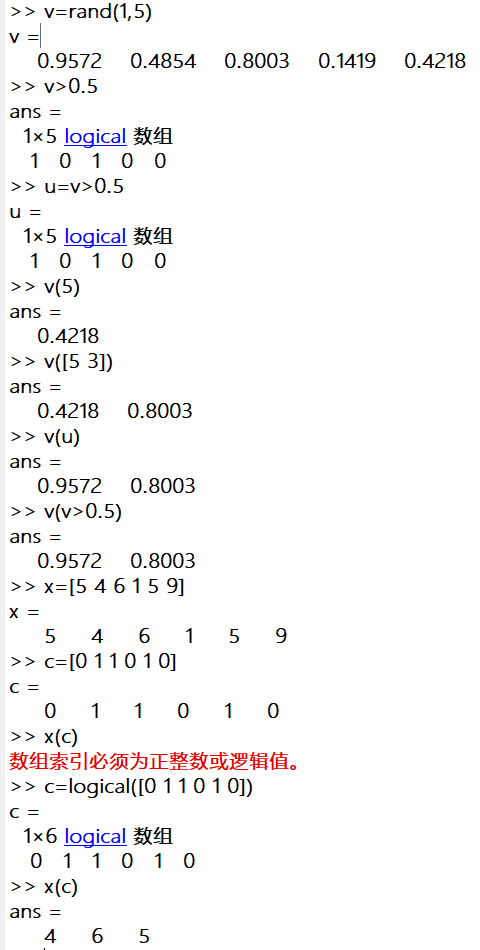 >> v=rand(1,5)
v =
0.9572 0.4854 0.8003 0.1419 0.4218
>> v>0.5
ans =
1×5 logical 数组
1 0 1 0 0
>> u=v>0.5
u =
1×5 logical 数组
1 0 1 0 0
>> v(5)
ans =
0.4218
>> v([5 3])
ans =
0.4218 0.8003
>> v(u)
ans =
0.9572 0.8003
>> v(v>0.5)
ans =
0.9572 0.8003
>> x=[5 4 6 1 5 9]
x =
5 4 6 1 5 9
>> c=[0 1 1 0 1 0]
c =
0 1 1 0 1 0
>> x(c)
数组索引必须为正整数或逻辑值。
>> c=logical([0 1 1 0 1 0])
c =
1×6 logical 数组
0 1 1 0 1 0
>> x(c)
ans =
4 6 5